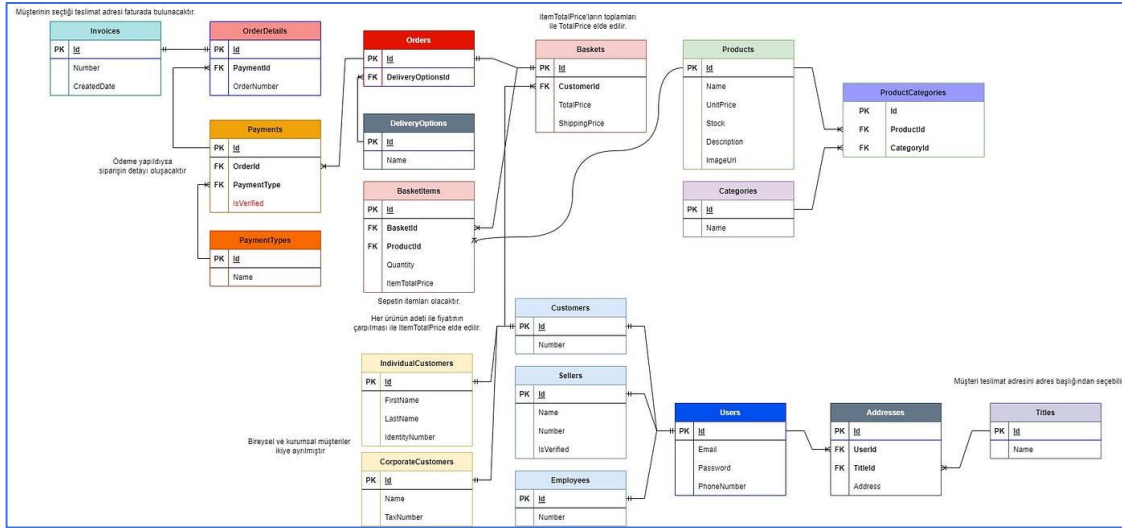 Müşterinin seçtiği teslimat adresi faturada bulunacaktır.
Invoices
PK Id
Number
CreatedDate
OrderDetails
PK Id
FK PaymentId
OrderNumber
Orders
PK Id
FK DeliveryOptionsId
ItemTotalPrice'ların toplamları
ile TotalPrice elde edilir.
Baskets
PK Id
FK CustomerId
TotalPrice
ShippingPrice
Products
PK Id
Name
UnitPrice
Stock
Description
ImageUrl
ProductCategories
PK Id
FK ProductId
FK CategoryId
Payments
PK Id
FK OrderId
FK PaymentType
IsVerified
Ödeme yapıldıysa
siparişin detayı oluşacaktır
DeliveryOptions
PK Id
Name
BasketItems
PK Id
FK BasketId
FK ProductId
Quantity
ItemTotalPrice
Categories
PK Id
Name
PaymentTypes
PK Id
Name
Sepetin itemları olacaktır.
Her ürünün adeti ile fiyatının
çarpılması ile ItemTotalPrice elde edilir.
Customers
PK Id
Number
IndividualCustomers
PK Id
FirstName
LastName
IdentityNumber
Sellers
PK Id
Name
Number
IsVerified
Müşteri teslimat adresini adres başlığından seçebilir
Users
PK Id
Email
Password
PhoneNumber
Addresses
PK Id
FK UserId
FK TitleId
Address
Titles
PK Id
Name
Bireysel ve kurumsal müşteriler
ikiye ayrılmıştır
CorporateCustomers
PK Id
Name
TaxNumber
Employees
PK Id
Number